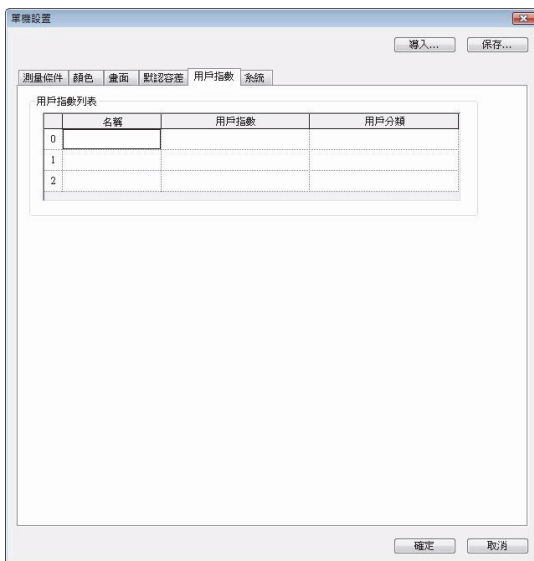 單機設置
導入... 保存...
測量條件 顏色 畫面 默認容差 用戶指數 系統
用戶指數列表
名稱 用戶指數 用戶分類
0
1
2
確定 取消